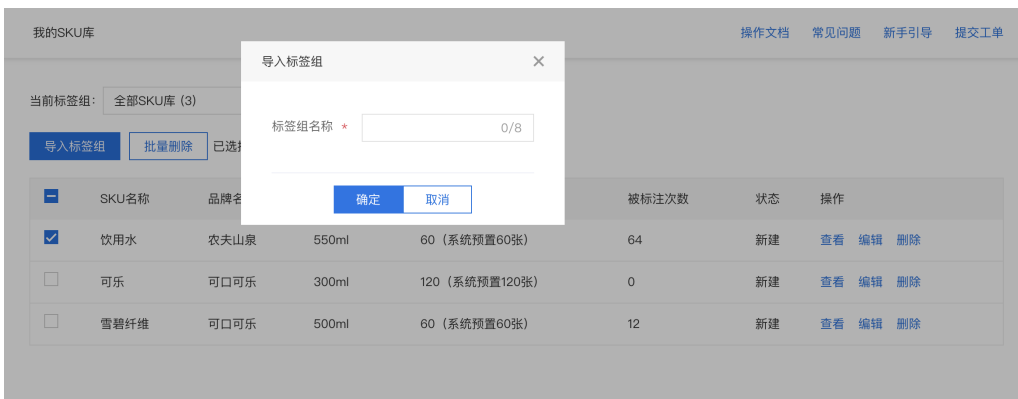 我的SKU库 操作文档 常见问题 新手引导 提交工单
导入标签组
当前标签组: 全部SKU库 (3)
标签组名称 * 0/8
导入标签组 批量删除 已选
确定 取消
SKU名称 品牌名 被标注次数 状态 操作
饮用水 农夫山泉 550ml 60（系统预置60张） 64 新建 查看 编辑 删除
可乐 可口可乐 300ml 120（系统预置120张） 0 新建 查看 编辑 删除
雪碧纤维 可口可乐 500ml 60（系统预置60张） 12 新建 查看 编辑 删除